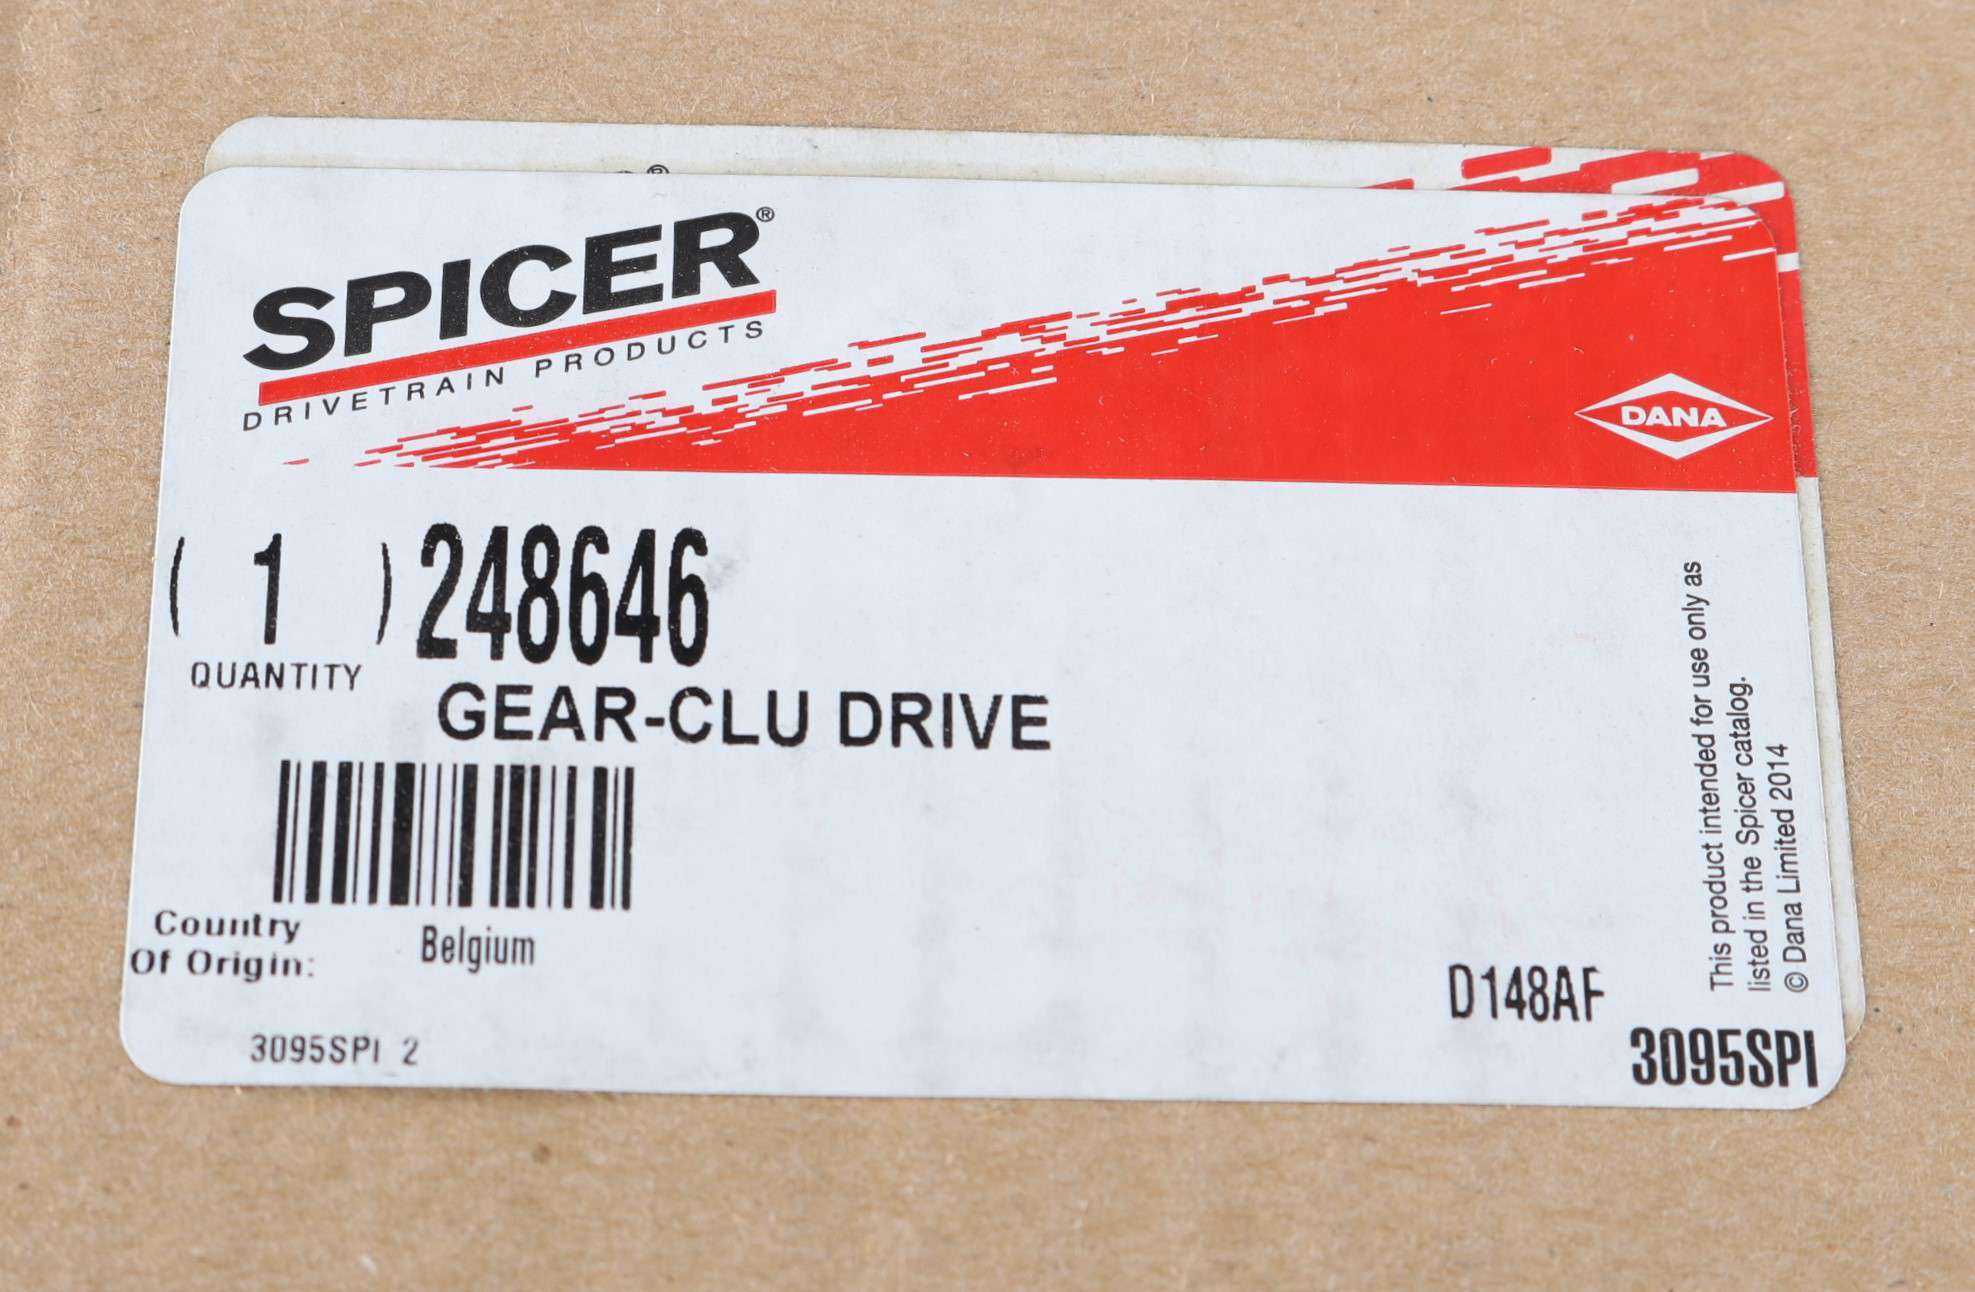 ®
SPICER®
DRIVETRAIN PRODUCTS
DANA
( 1 ) 248646
QUANTITY
GEAR-CLU DRIVE
Country
Of Origin:
Belgium
3095SPI 2
D148AF
3095SPI
This product intended for use only as
listed in the Spicer catalog.
© Dana Limited 2014